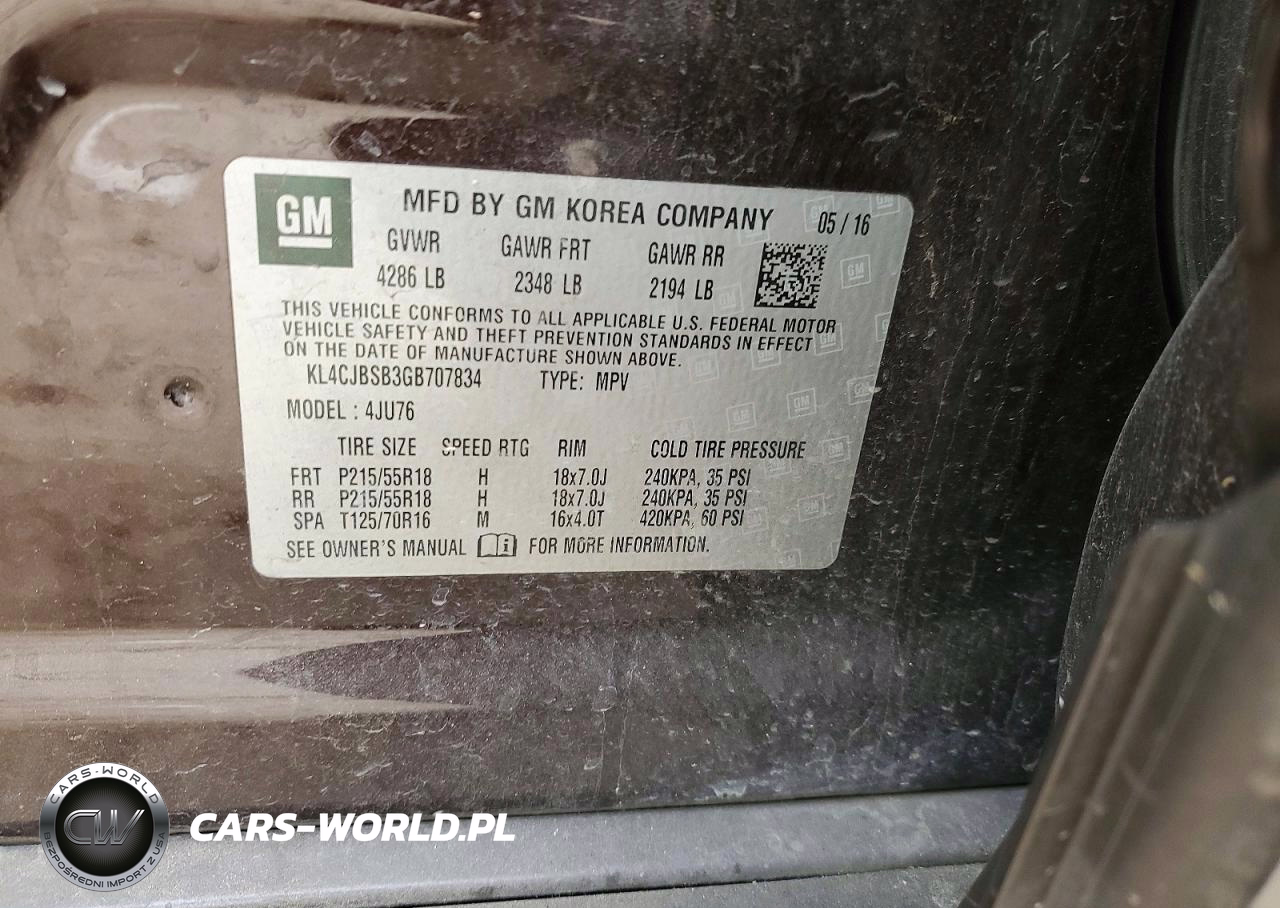 GM
MFD BY GM KOREA COMPANY 05 / 16
GVWR GAWR FRT GAWR RR
4286 LB 2348 LB 2194 LB
THIS VEHICLE CONFORMS TO ALL APPLICABLE U.S. FEDERAL MOTOR
VEHICLE SAFETY AND THEFT PREVENTION STANDARDS IN EFFECT
ON THE DATE OF MANUFACTURE SHOWN ABOVE.
KL4CJBSB3GB707834 TYPE: MPV
MODEL : 4JU76
TIRE SIZE SPEED RTG RIM COLD TIRE PRESSURE
FRT P215/55R18 H 18x7.0J 240KPA, 35 PSI
RR P215/55R18 H 18x7.0J 240KPA, 35 PSI
SPA T125/70R16 M 16x4.0T 420KPA, 60 PSI
SEE OWNER'S MANUAL i FOR MORE INFORMATION.
CARS-WORLD
CW
BEZPOŚREDNI IMPORT Z USA
CARS-WORLD.PL